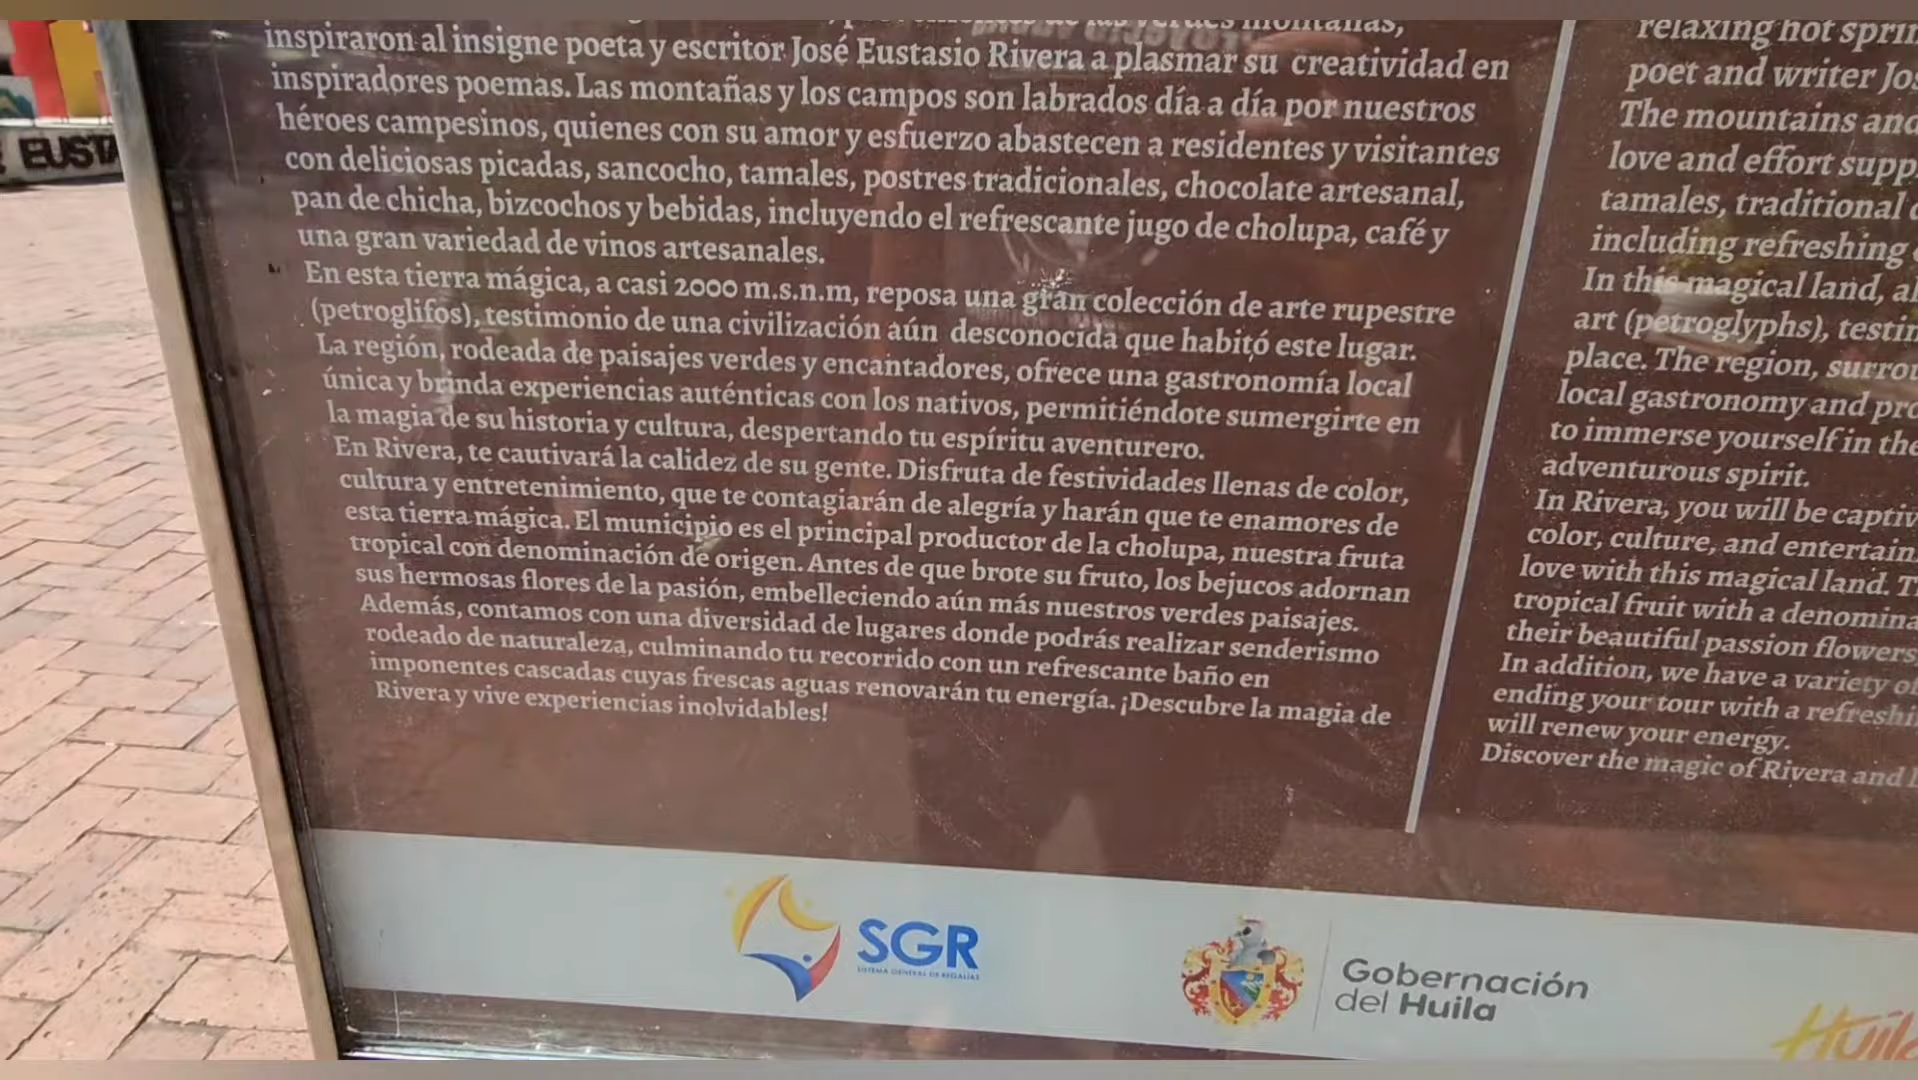 de las verdes montañas,
inspiraron al insigne poeta y escritor José Eustasio Rivera a plasmar su creatividad en
inspiradores poemas. Las montañas y los campos son labrados día a día por nuestros
héroes campesinos, quienes con su amor y esfuerzo abastecen a residentes y visitantes
con deliciosas picadas, sancocho, tamales, postres tradicionales, chocolate artesanal,
pan de chicha, bizcochos y bebidas, incluyendo el refrescante jugo de cholupa, café y
una gran variedad de vinos artesanales.
En esta tierra mágica, a casi 2000 m.s.n.m, reposa una gran colección de arte rupestre
(petroglifos), testimonio de una civilización aún desconocida que habitó este lugar.
La región, rodeada de paisajes verdes y encantadores, ofrece una gastronomía local
única y brinda experiencias auténticas con los nativos, permitiéndote sumergirte en
la magia de su historia y cultura, despertando tu espíritu aventurero.
En Rivera, te cautivará la calidez de su gente. Disfruta de festividades llenas de color,
cultura y entretenimiento, que te contagiarán de alegría y harán que te enamores de
esta tierra mágica. El municipio es el principal productor de la cholupa, nuestra fruta
tropical con denominación de origen. Antes de que brote su fruto, los bejucos adornan
sus hermosas flores de la pasión, embelleciendo aún más nuestros verdes paisajes.
Además, contamos con una diversidad de lugares donde podrás realizar senderismo
rodeado de naturaleza, culminando tu recorrido con un refrescante baño en
imponentes cascadas cuyas frescas aguas renovarán tu energía. ¡Descubre la magia de
Rivera y vive experiencias inolvidables!
relaxing hot sprin
poet and writer Jos
The mountains and
love and effort supp
tamales, traditional
including refreshing
In this magical land, al
art (petroglyphs), testim
place. The region, surrou
local gastronomy and pro
to immerse yourself in the
adventurous spirit.
In Rivera, you will be captiv
color, culture, and entertain
love with this magical land. T
tropical fruit with a denomina
their beautiful passion flowers
In addition, we have a variety of
ending your tour with a refreshi
will renew your energy.
Discover the magic of Rivera and
EUSTA
SGR
SISTEMA GENERAL DE REGALÍAS
Gobernación
del Huila
Huila